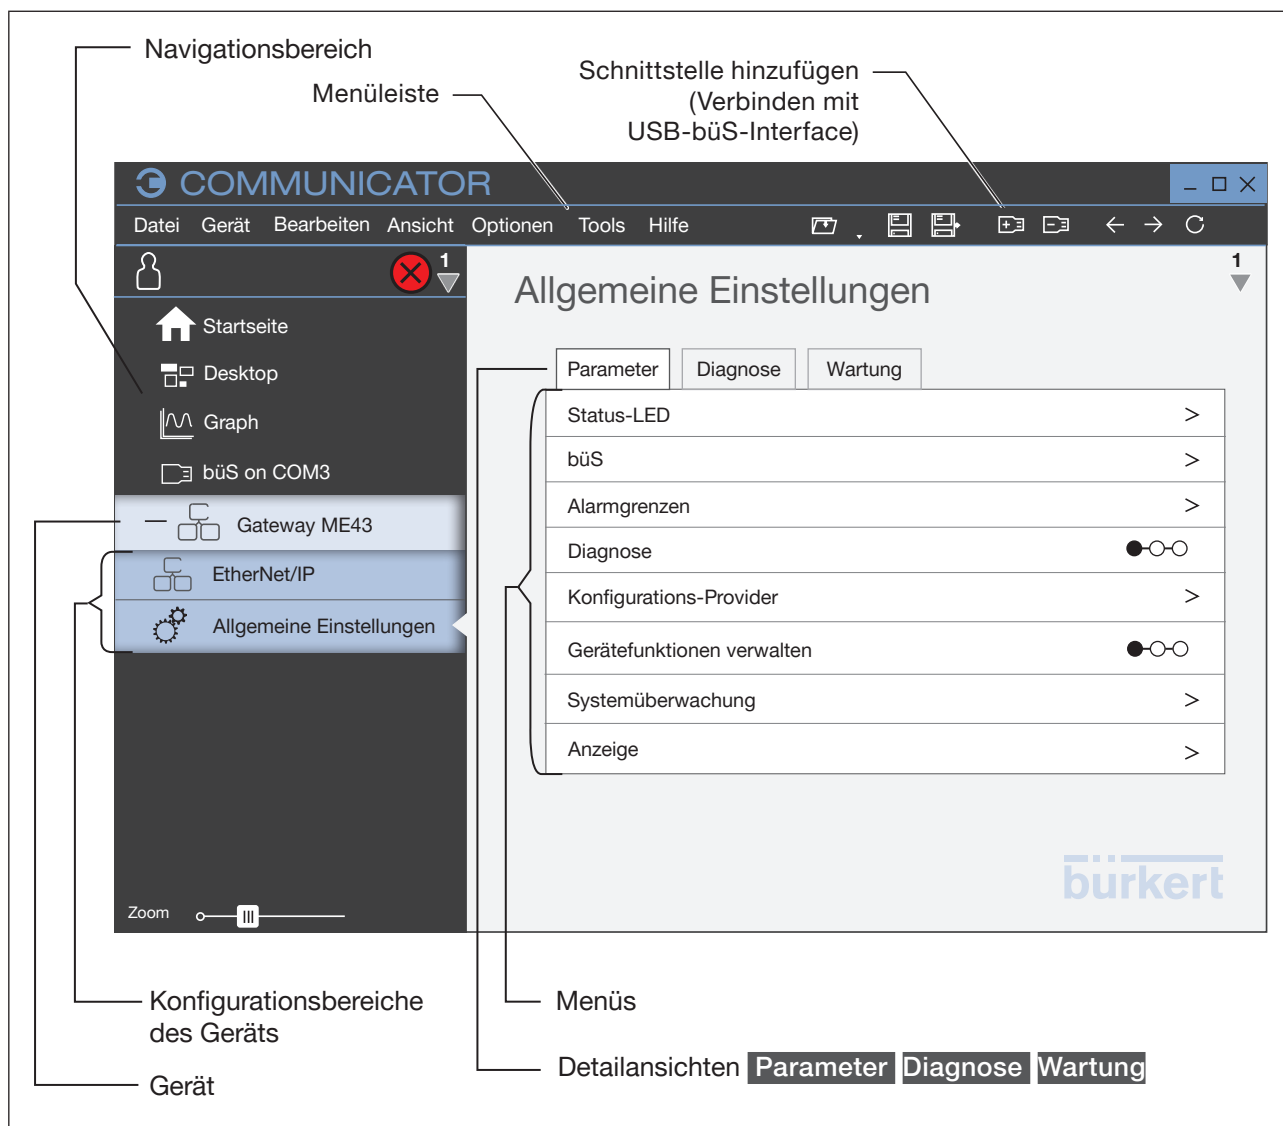 Navigationsbereich
Menüleiste
Schnittstelle hinzufügen
(Verbinden mit
USB-büS-Interface)
COMMUNICATOR
Datei Gerät Bearbeiten Ansicht Optionen Tools Hilfe
1
1
Allgemeine Einstellungen
Startseite
Desktop
Graph
büS on COM3
Gateway ME43
EtherNet/IP
Allgemeine Einstellungen
Zoom
Parameter Diagnose Wartung
Status-LED >
büS >
Alarmgrenzen >
Diagnose
Konfigurations-Provider >
Gerätefunktionen verwalten
Systemüberwachung >
Anzeige >
bürkert
Konfigurationsbereiche
des Geräts
Gerät
Menüs
Detailansichten Parameter Diagnose Wartung